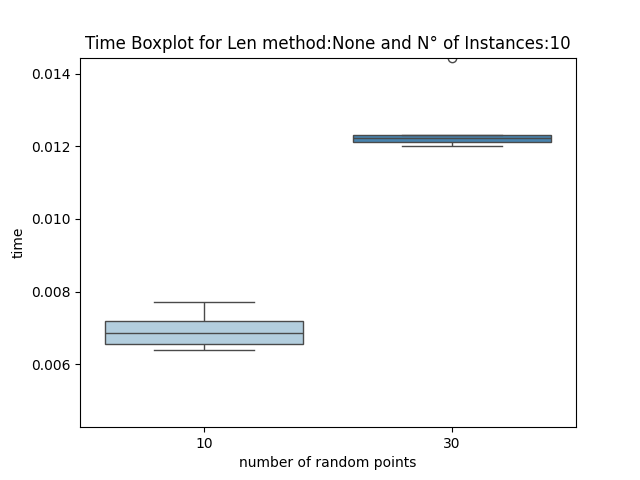 Time Boxplot for Len method:None and N° of Instances:10
0.014
0.012
0.010
0.008
0.006
time
10 30
number of random points